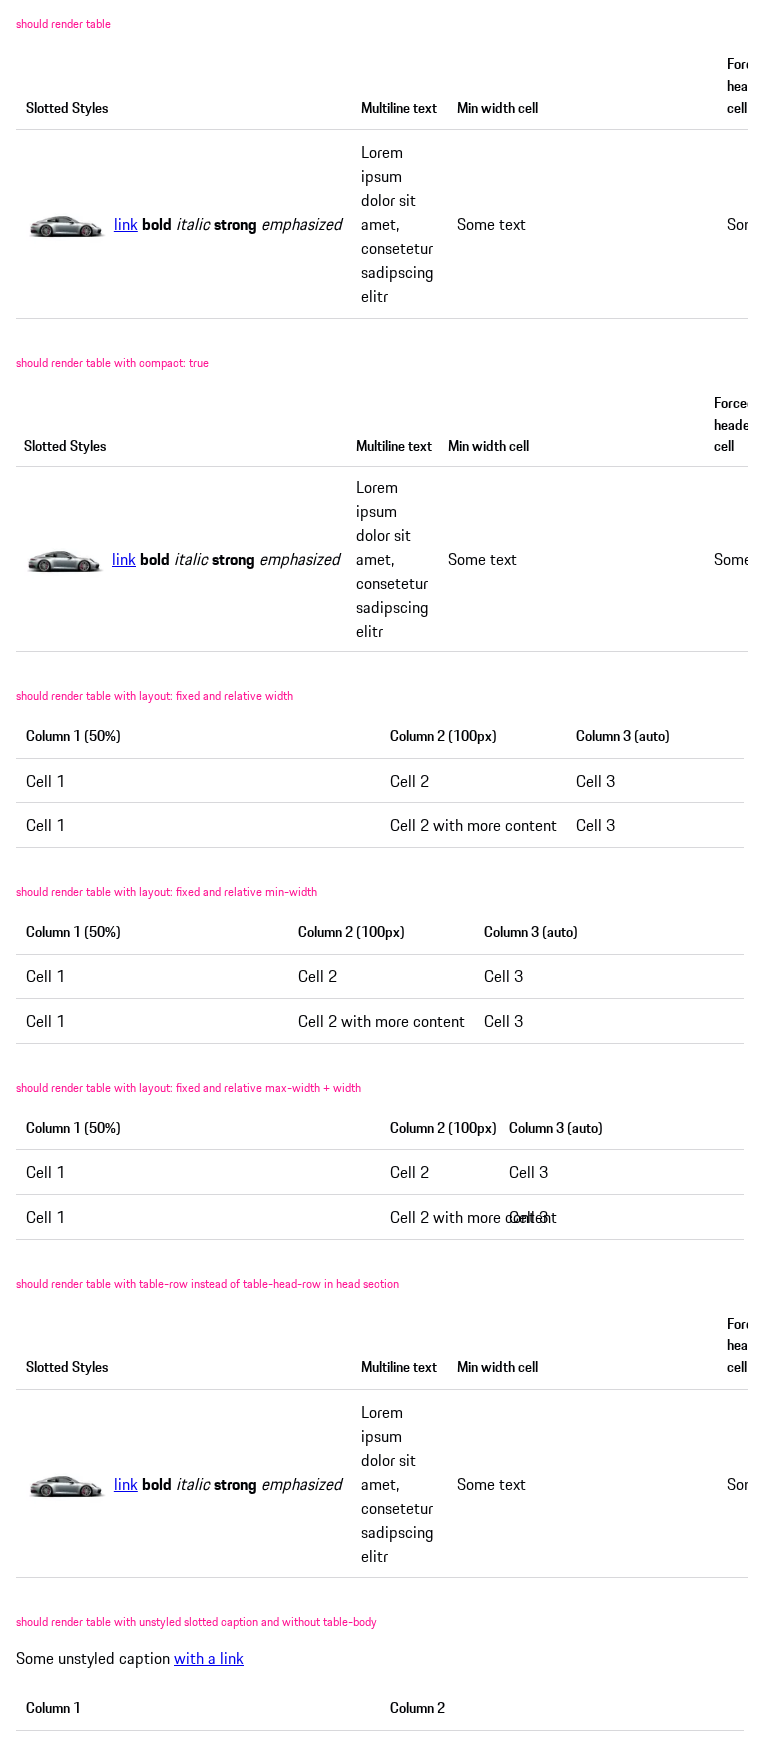 should render table
Forc
hea
Slotted Styles Multiline text Min width cell cell
Lorem
ipsum
dolor sit
link bold italic strong emphasized amet, Some text Som
consetetur
sadipscing
elitr
should render table with compact: true
Forced
heade
Slotted Styles Multiline text Min width cell cell
Lorem
ipsum
dolor sit
link bold italic strong emphasized amet, Some text Some
consetetur
sadipscing
elitr
should render table with layout: fixed and relative width
Column 1 (50%) Column 2 (100px) Column 3 (auto)
Cell 1 Cell 2 Cell 3
Cell 1 Cell 2 with more content Cell 3
should render table with layout: fixed and relative min-width
Column 1 (50%) Column 2 (100px) Column 3 (auto)
Cell 1 Cell 2 Cell 3
Cell 1 Cell 2 with more content Cell 3
should render table with layout: fixed and relative max-width + width
Column 1 (50%) Column 2 (100px) Column 3 (auto)
Cell 1 Cell 2 Cell 3
Cell 1 Cell 2 with more content Cell 3
should render table with table-row instead of table-head-row in head section
Forc
hea
Slotted Styles Multiline text Min width cell cell
Lorem
ipsum
dolor sit
link bold italic strong emphasized amet, Some text Som
consetetur
sadipscing
elitr
should render table with unstyled slotted caption and without table-body
Some unstyled caption with a link
Column 1 Column 2